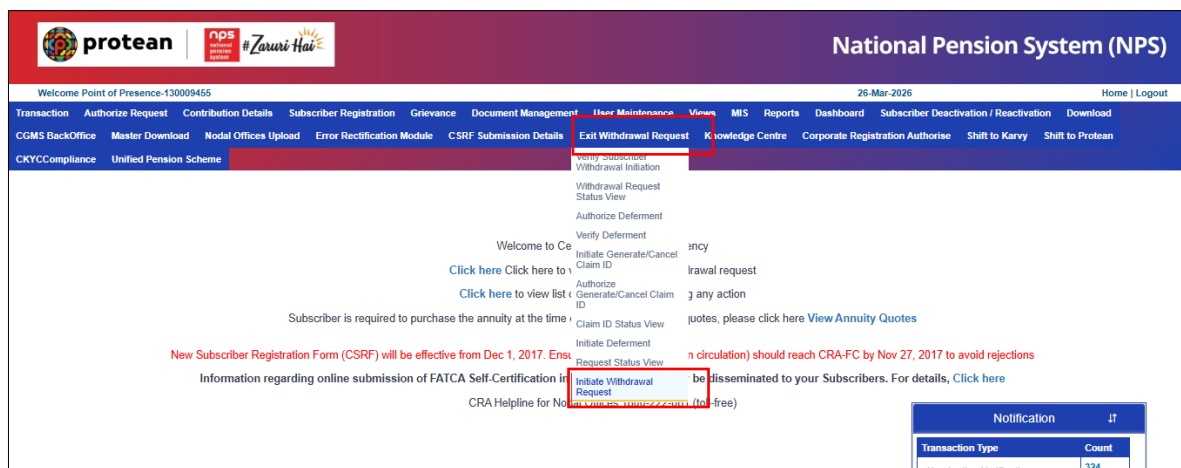 protean
nps
national
pension
system
#Zaruri Hai
National Pension System (NPS)
Welcome Point of Presence-130009455
26-Mar-2026
Home | Logout
Transaction Authorize Request Contribution Details Subscriber Registration Grievance Document Management User Maintenance Views MIS Reports Dashboard Subscriber Deactivation / Reactivation Download
CGMS BackOffice Master Download Nodal Offices Upload Error Rectification Module CSRF Submission Details Exit Withdrawal Request Knowledge Centre Corporate Registration Authorise Shift to Karvy Shift to Protean
CKYCCompliance Unified Pension Scheme
Verify Subscriber
Withdrawal Initiation
Withdrawal Request
Status View
Authorize Deferment
Verify Deferment
Initiate Generate/Cancel
Claim ID
Authorize
Generate/Cancel Claim
ID
Claim ID Status View
Initiate Deferment
Request Status View
Initiate Withdrawal
Request
Welcome to Ce ency
Click here Click here to rawal request
Click here to view list g any action
Subscriber is required to purchase the annuity at the time quotes, please click here View Annuity Quotes
New Subscriber Registration Form (CSRF) will be effective from Dec 1, 2017. Ensu n circulation) should reach CRA-FC by Nov 27, 2017 to avoid rejections
Information regarding online submission of FATCA Self-Certification in be disseminated to your Subscribers. For details, Click here
CRA Helpline for Nodal Offices 1800-222-081 (toll-free)
Notification
Transaction Type Count
324